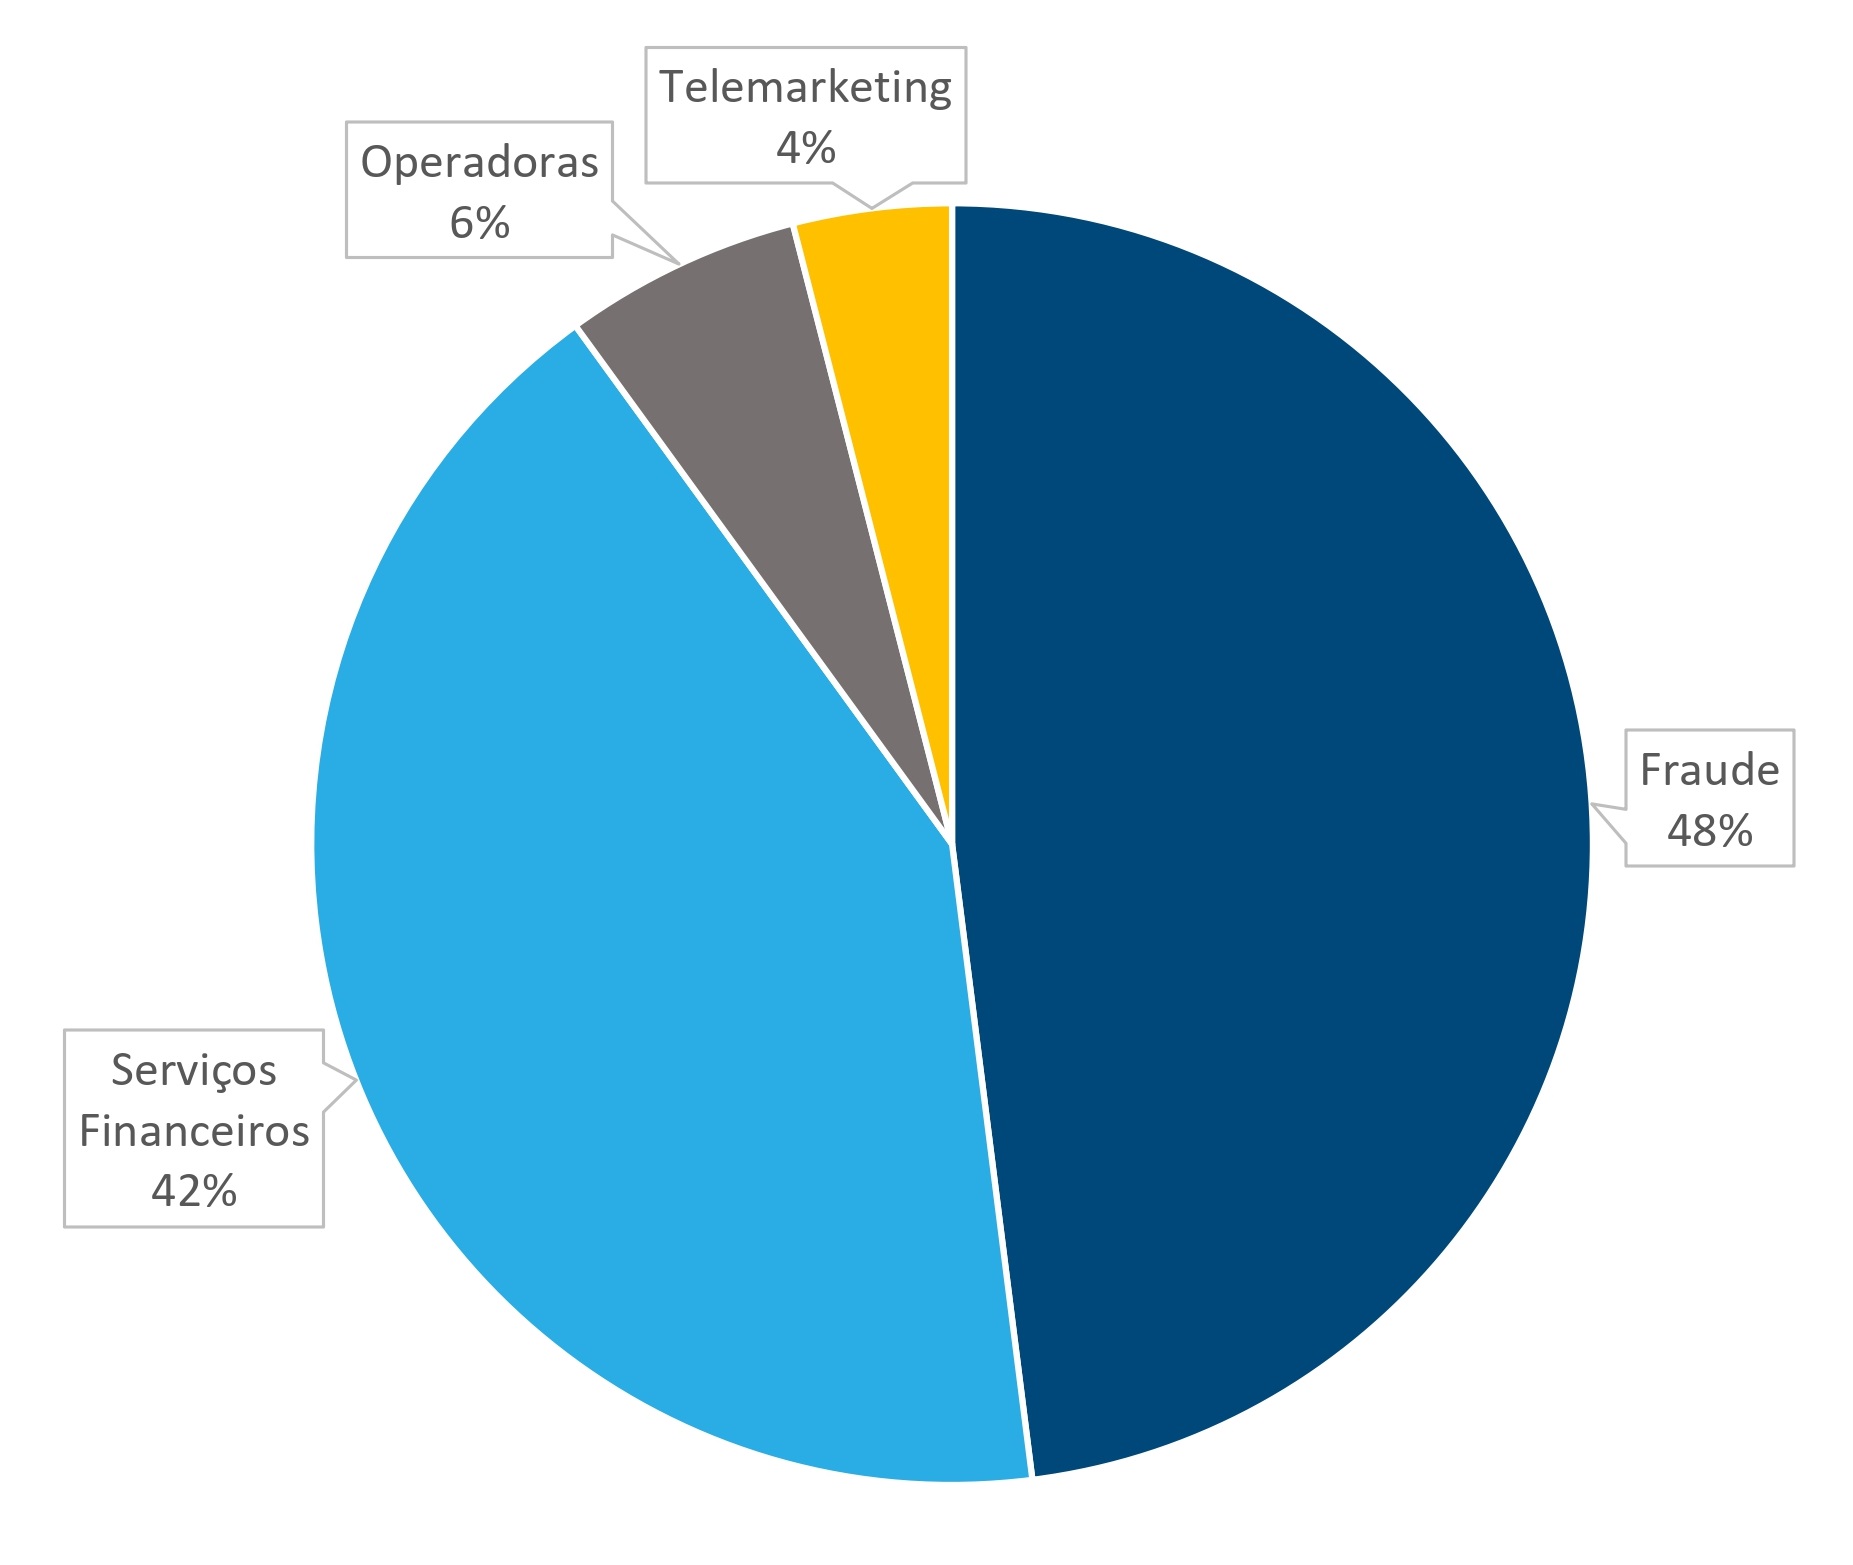 Telemarketing
4%
Operadoras
6%
Fraude
48%
Serviços
Financeiros
42%